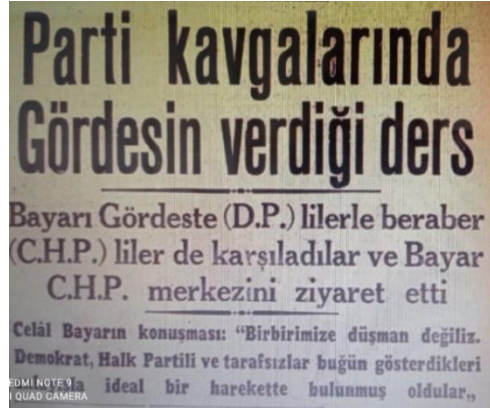 Parti kavgalarında
Gördesin verdiği ders
Bayarı Gördeste (D.P.) lilerle beraber
(C.H.P.) liler de karşıladılar ve Bayar
C.H.P. merkezini ziyaret etti
Celâl Bayarın konuşması: "Birbirimize düşman değiliz.
Demokrat, Halk Partili ve tarafsızlar bugün gösterdikleri
ideal bir harekette bulunmuş oldular„
EDMI NOTE 9
I QUAD CAMERA